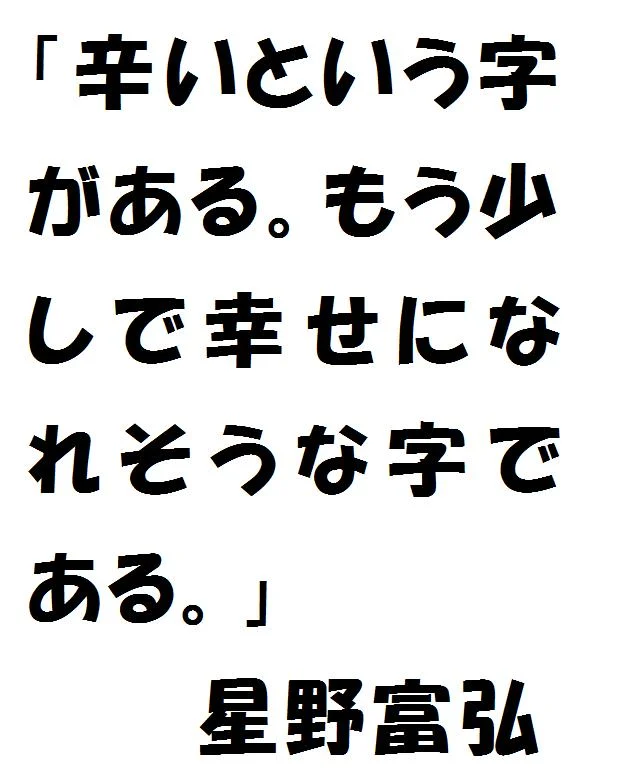 「辛いという字
がある。もう少
しで幸せにな
れそうな字で
ある。」
星野富弘